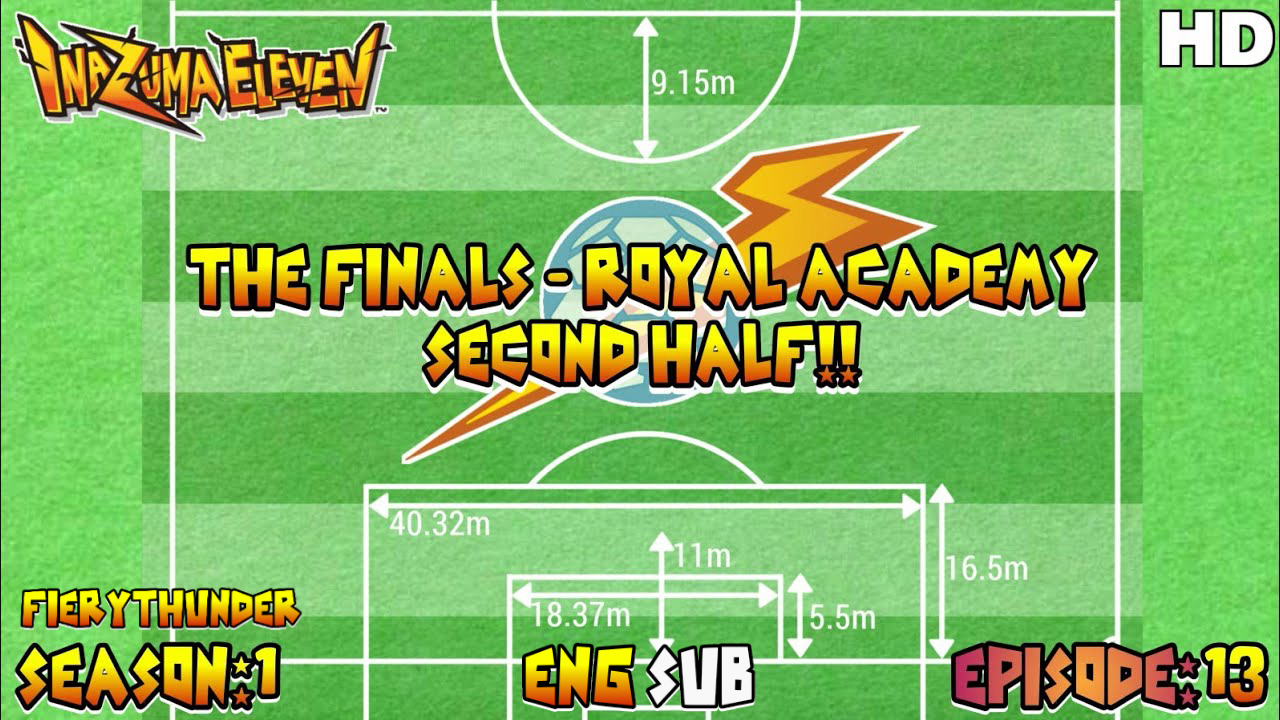 INAZUMA ELEVEN™
HD
9.15m
THE FINALS - ROYAL ACADEMY
SECOND HALF!!
40.32m
11m
16.5m
18.37m
5.5m
FIERYTHUNDER
SEASON:1
ENG SUB
EPISODE:13